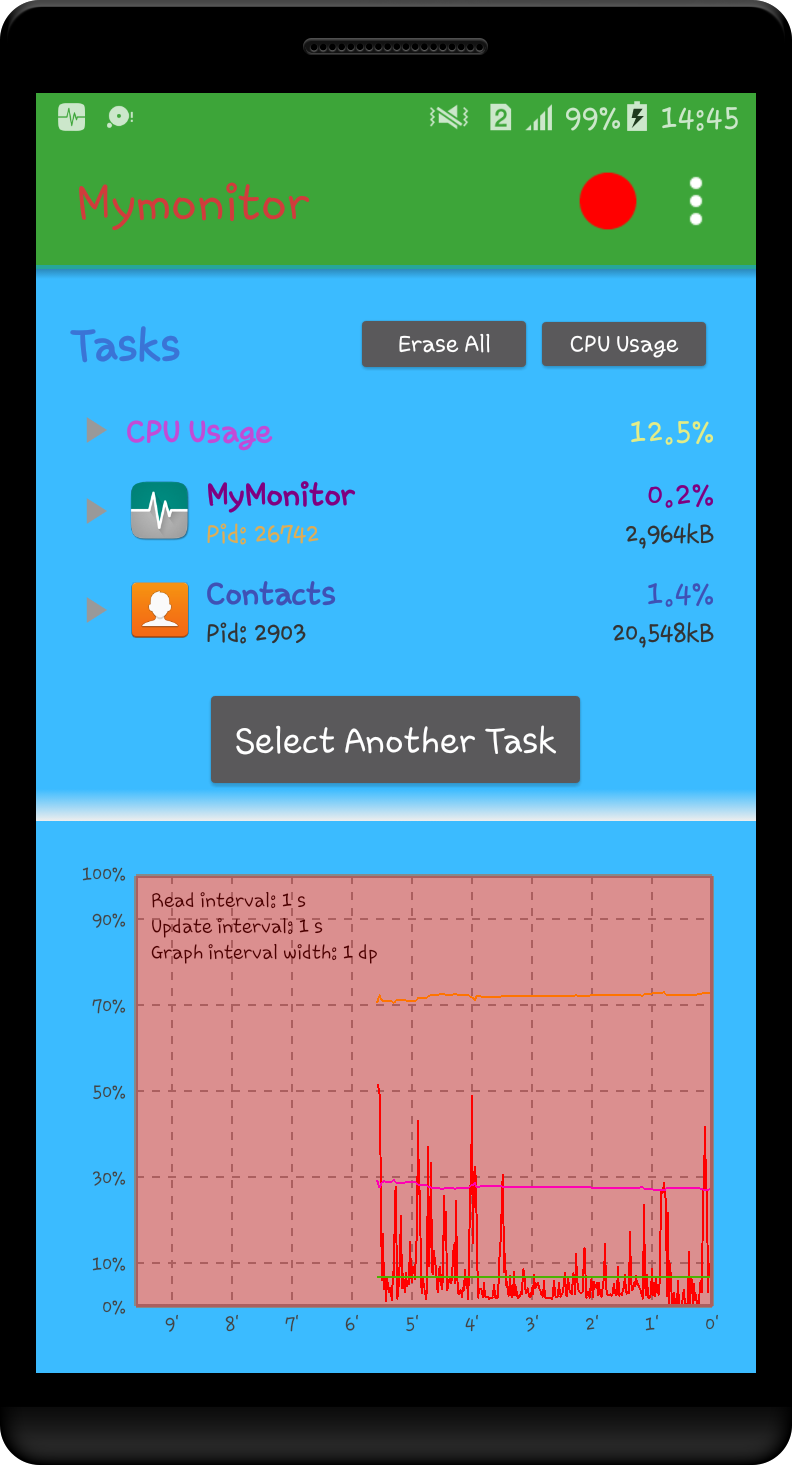 2 99% 14:45
Mymonitor
Tasks Erase All CPU Usage
CPU Usage 12.5%
MyMonitor 0.2%
Pid: 26742 2,964kB
Contacts 1.4%
Pid: 2903 20,548kB
Select Another Task
100%
Read interval: 1 s
90%
Update interval: 1 s
Graph interval width: 1 dp
70%
50%
30%
10%
0%
9' 8' 7' 6' 5' 4' 3' 2' 1' 0'